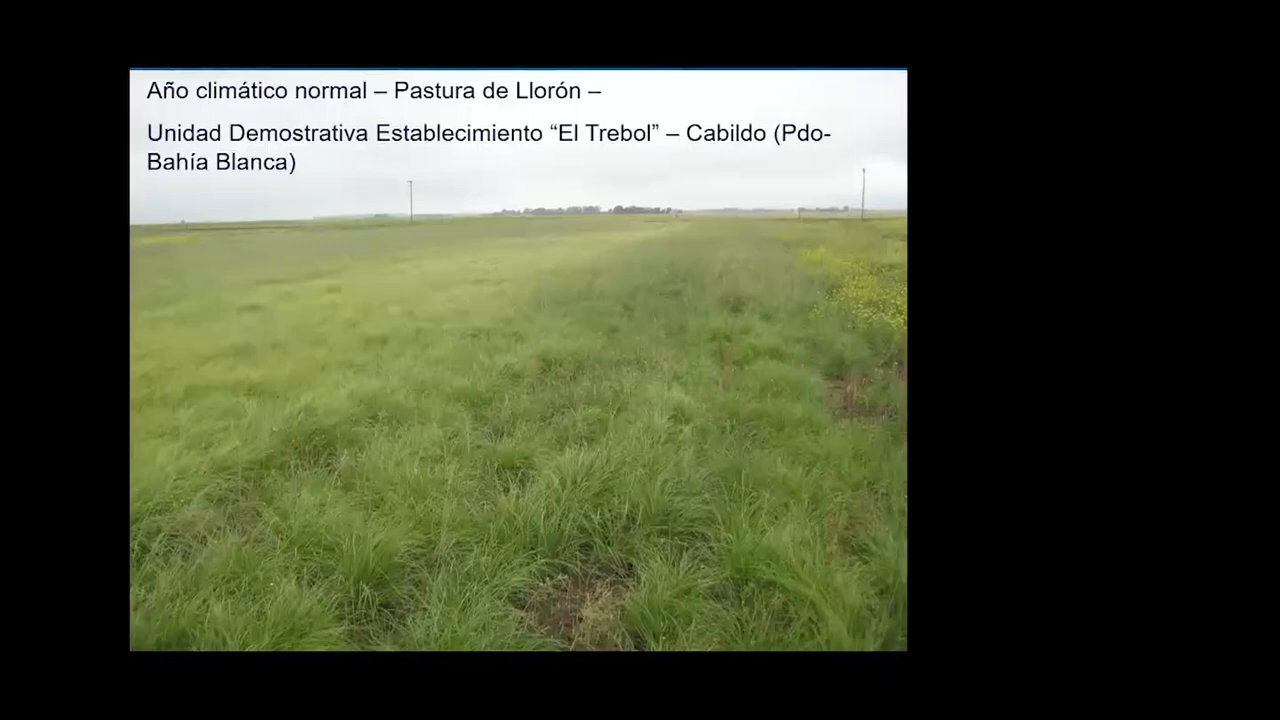 Año climático normal – Pastura de Llorón –
Unidad Demostrativa Establecimiento “El Trebol” – Cabildo (Pdo-
Bahía Blanca)